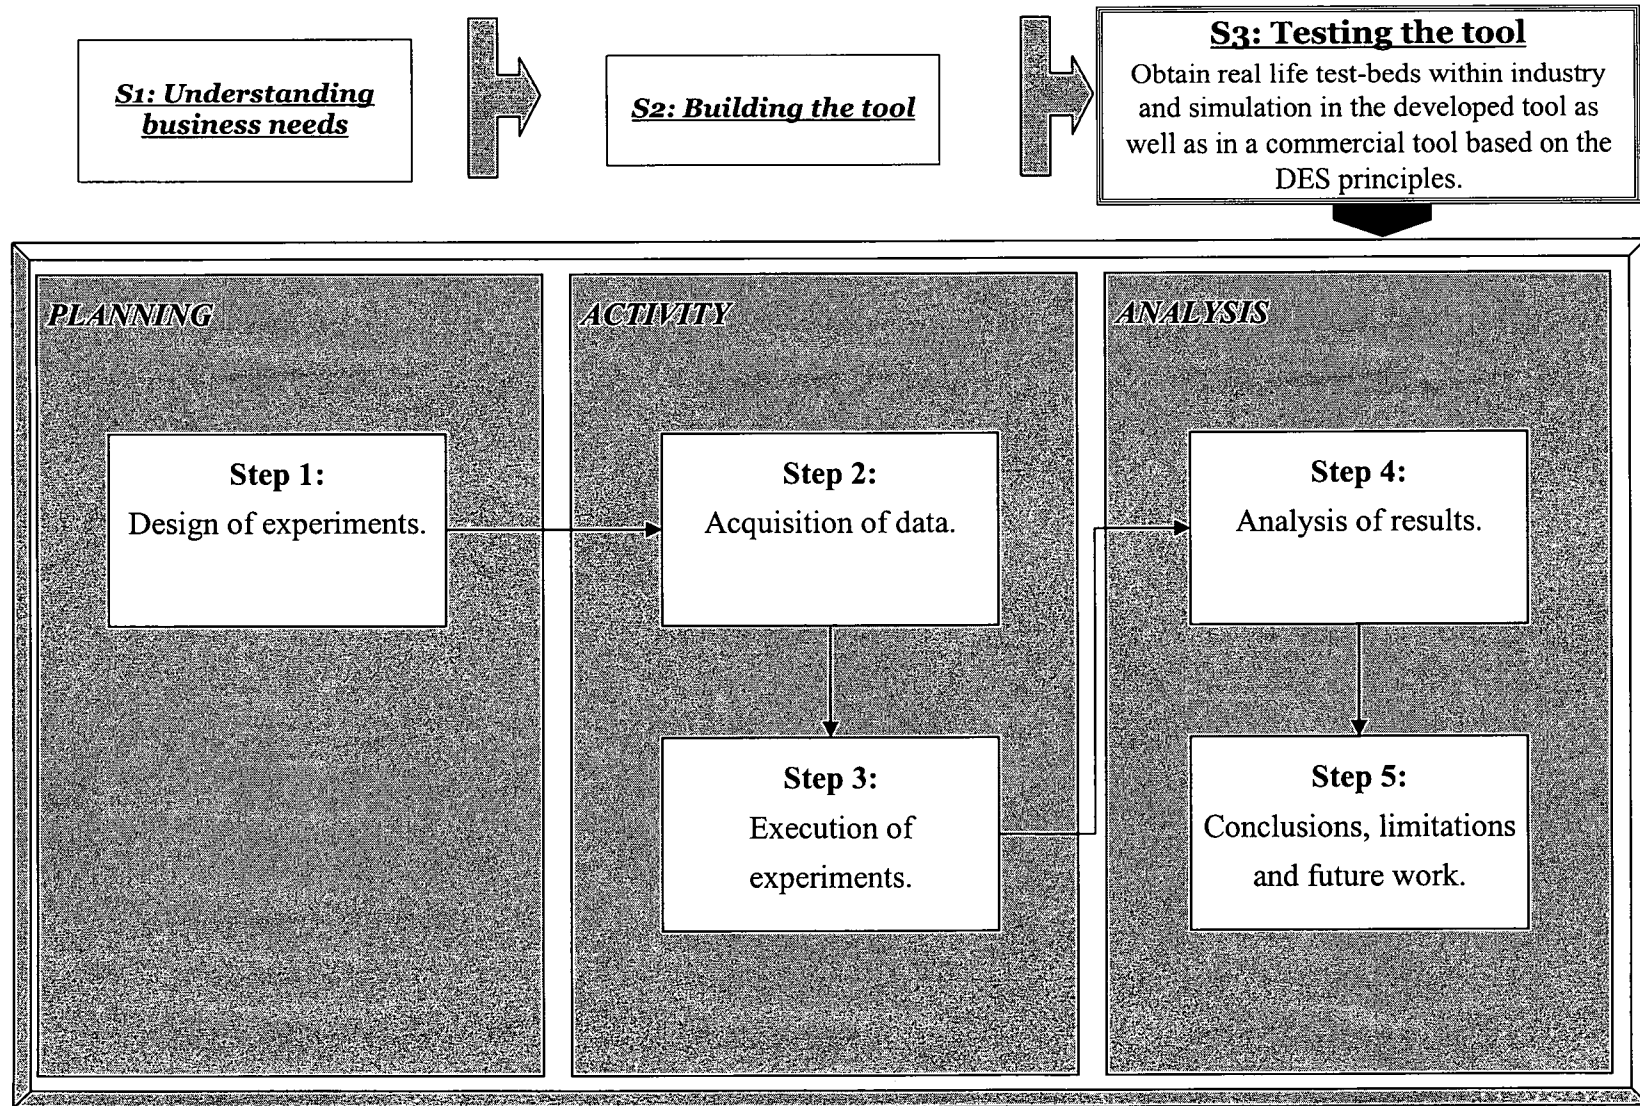 S1: Understanding
business needs
S2: Building the tool
S3: Testing the tool
Obtain real life test-beds within industry
and simulation in the developed tool as
well as in a commercial tool based on the
DES principles.
PLANNING
Step 1:
Design of experiments.
ACTIVITY
Step 2:
Acquisition of data.
Step 3:
Execution of
experiments.
ANALYSIS
Step 4:
Analysis of results.
Step 5:
Conclusions, limitations
and future work.